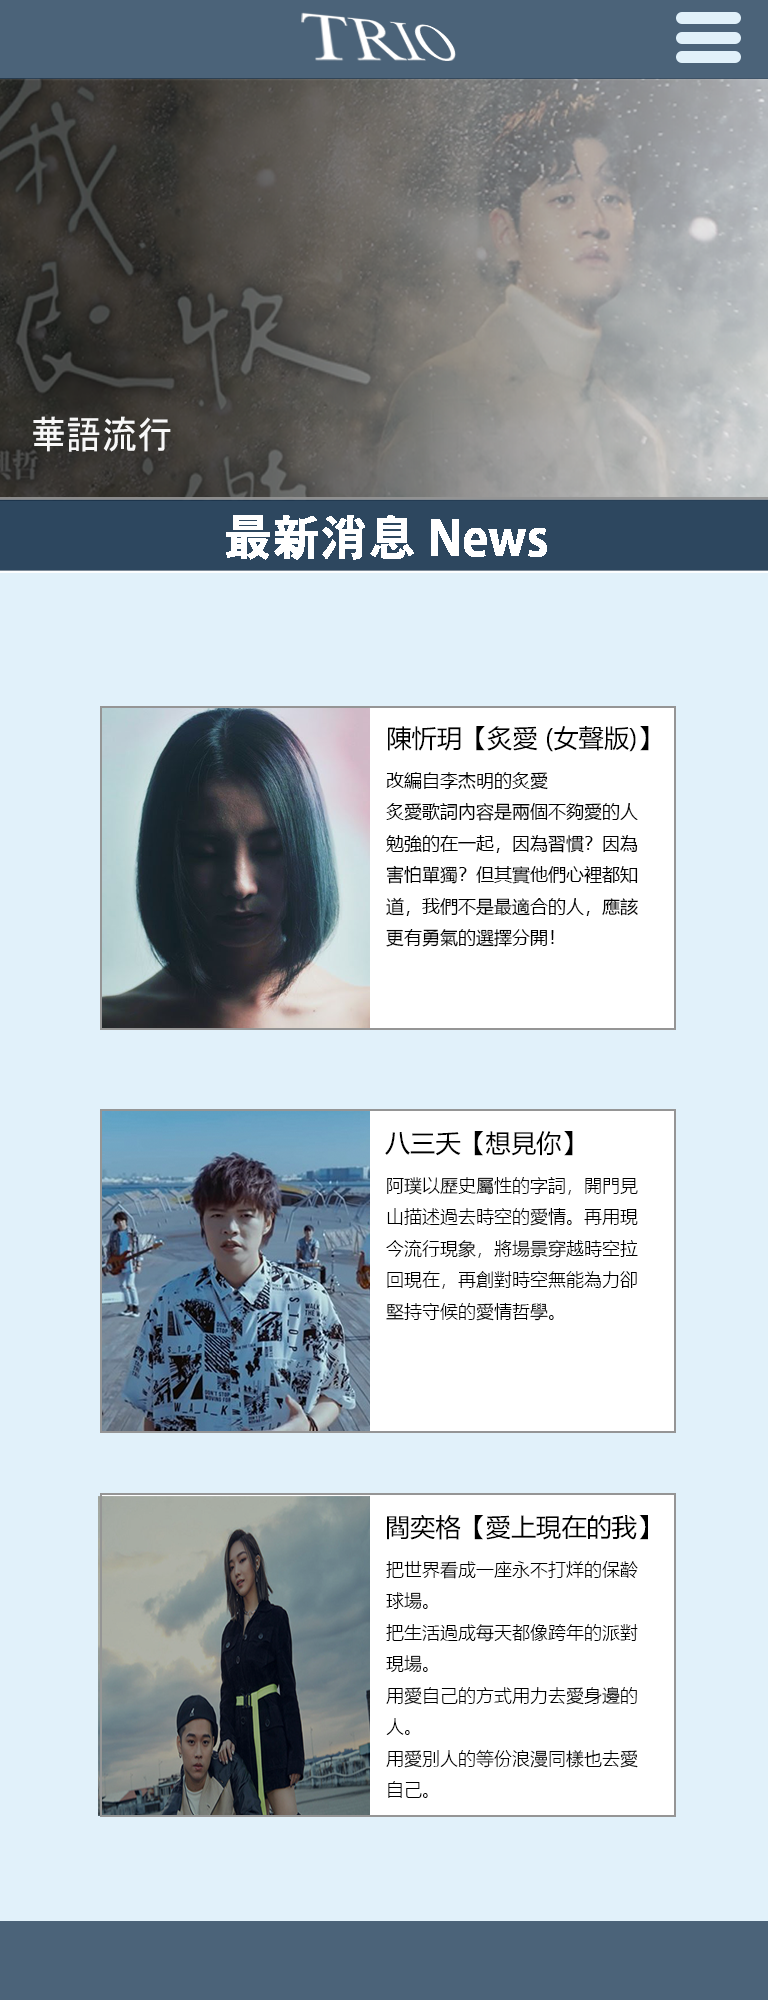 TRIO
我
良快
華語流行
興哲
最新消息 News
陳忻玥【炙愛 (女聲版)】
改編自李杰明的炙愛
炙愛歌詞內容是兩個不夠愛的人
勉強的在一起，因為習慣？因為
害怕單獨？但其實他們心裡都知
道，我們不是最適合的人，應該
更有勇氣的選擇分開！
八三夭【想見你】
阿璞以歷史屬性的字詞，開門見
山描述過去時空的愛情。再用現
今流行現象，將場景穿越時空拉
回現在，再創對時空無能為力卻
堅持守候的愛情哲學。
閻奕格【愛上現在的我】
把世界看成一座永不打烊的保齡
球場。
把生活過成每天都像跨年的派對
現場。
用愛自己的方式用力去愛身邊的
人。
用愛別人的等份浪漫同樣也去愛
自己。